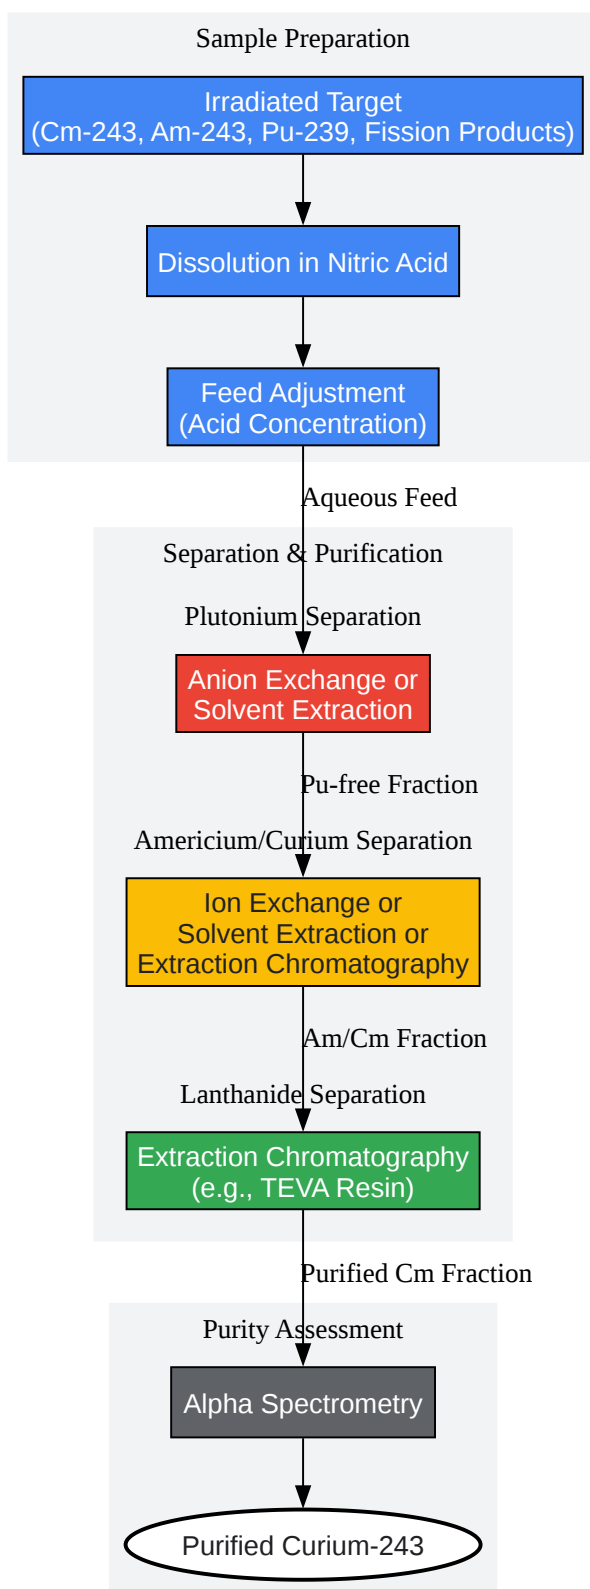 Sample Preparation
Irradiated Target
(Cm-243, Am-243, Pu-239, Fission Products)
Dissolution in Nitric Acid
Feed Adjustment
(Acid Concentration)
Aqueous Feed
Separation & Purification
Plutonium Separation
Anion Exchange or
Solvent Extraction
Pu-free Fraction
Americium/Curium Separation
Ion Exchange or
Solvent Extraction or
Extraction Chromatography
Am/Cm Fraction
Lanthanide Separation
Extraction Chromatography
(e.g., TEVA Resin)
Purified Cm Fraction
Purity Assessment
Alpha Spectrometry
Purified Curium-243